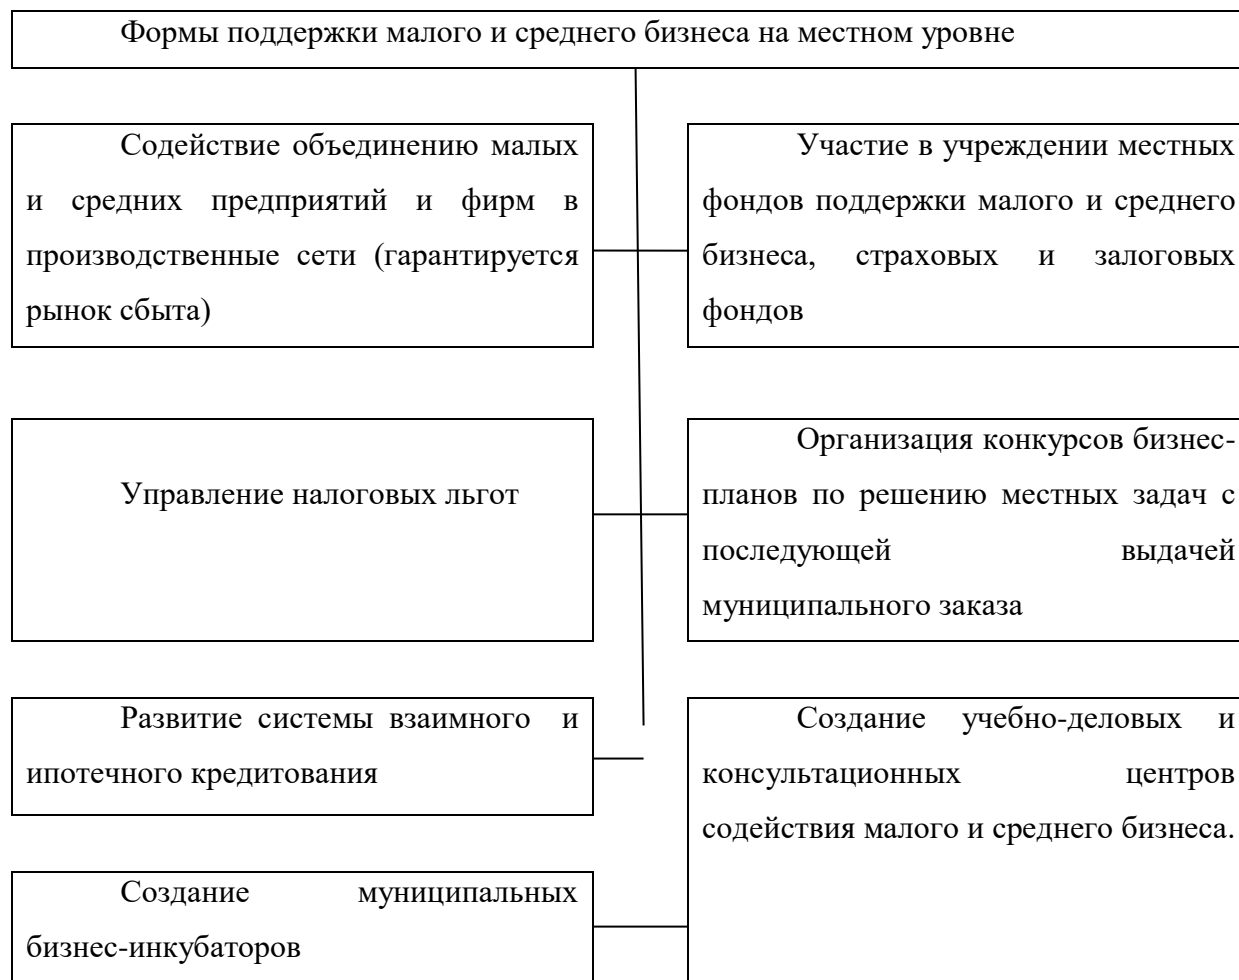 Формы поддержки малого и среднего бизнеса на местном уровне
Содействие объединению малых
и средних предприятий и фирм в
производственные сети (гарантируется
рынок сбыта)
Участие в учреждении местных
фондов поддержки малого и среднего
бизнеса, страховых и залоговых
фондов
Управление налоговых льгот
Организация конкурсов бизнес-
планов по решению местных задач с
последующей выдачей
муниципального заказа
Развитие системы взаимного и
ипотечного кредитования
Создание учебно-деловых и
консультационных центров
содействия малого и среднего бизнеса.
Создание муниципальных
бизнес-инкубаторов